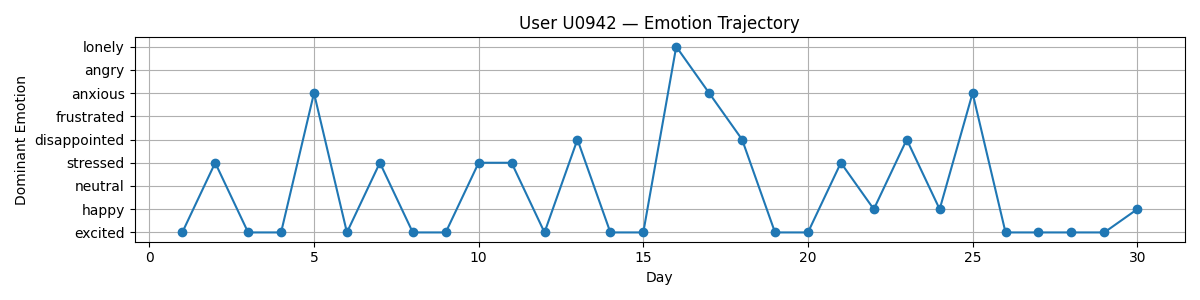 User U0942 — Emotion Trajectory
Dominant Emotion
lonely
angry
anxious
frustrated
disappointed
stressed
neutral
happy
excited
0 5 10 15 20 25 30
Day